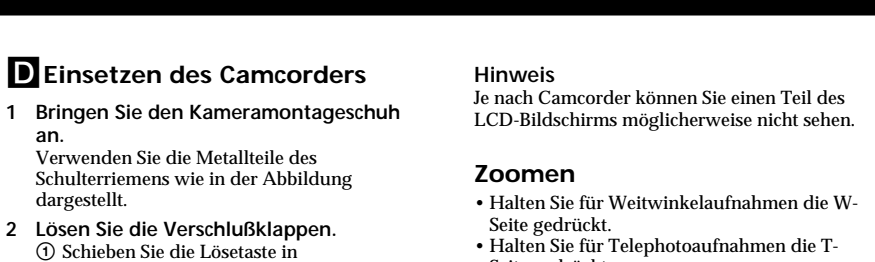 D Einsetzen des Camcorders
1 Bringen Sie den Kameramontageschuh
an.
Verwenden Sie die Metallteile des
Schulterriemens wie in der Abbildung
dargestellt.
2 Lösen Sie die Verschlußklappen.
① Schieben Sie die Lösetaste in
Hinweis
Je nach Camcorder können Sie einen Teil des
LCD-Bildschirms möglicherweise nicht sehen.
Zoomen
• Halten Sie für Weitwinkelaufnahmen die W-
Seite gedrückt.
• Halten Sie für Telephotoaufnahmen die T-